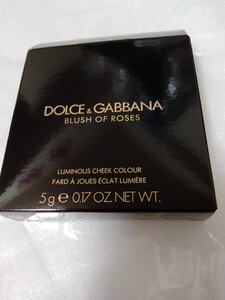 DOLCE & GABBANA
BLUSH OF ROSES
LUMINOUS CHEEK COLOUR
FARD À JOUES ÉCLAT LUMIÈRE
5g e 0.17 OZ. NET WT.